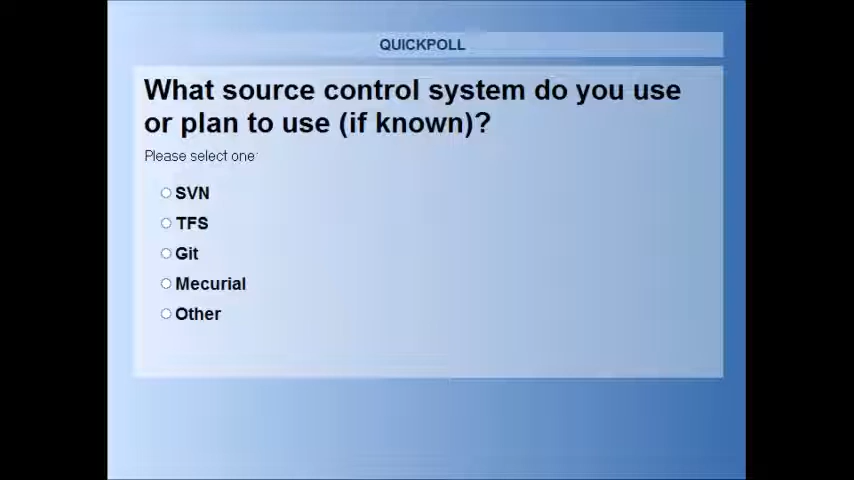 QUICKPOLL
What source control system do you use
or plan to use (if known)?
Please select one:
SVN
TFS
Git
Mecurial
Other